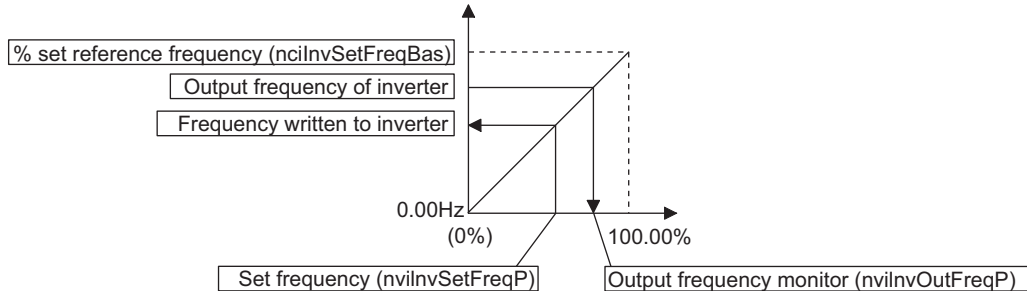 % set reference frequency (nciInvSetFreqBas)
Output frequency of inverter
Frequency written to inverter
0.00Hz
(0%)
100.00%
Set frequency (nviInvSetFreqP)
Output frequency monitor (nviInvOutFreqP)